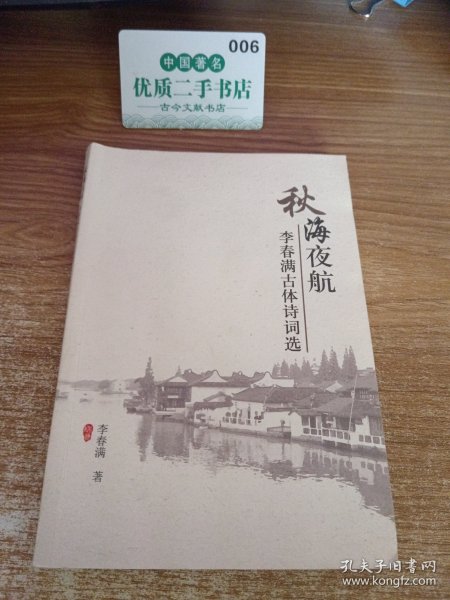 006
中国著名
优质二手书店
古今文献书店
秋海夜航
李春满古体诗词选
李春满 著
孔夫子旧书网
www.kongfz.com